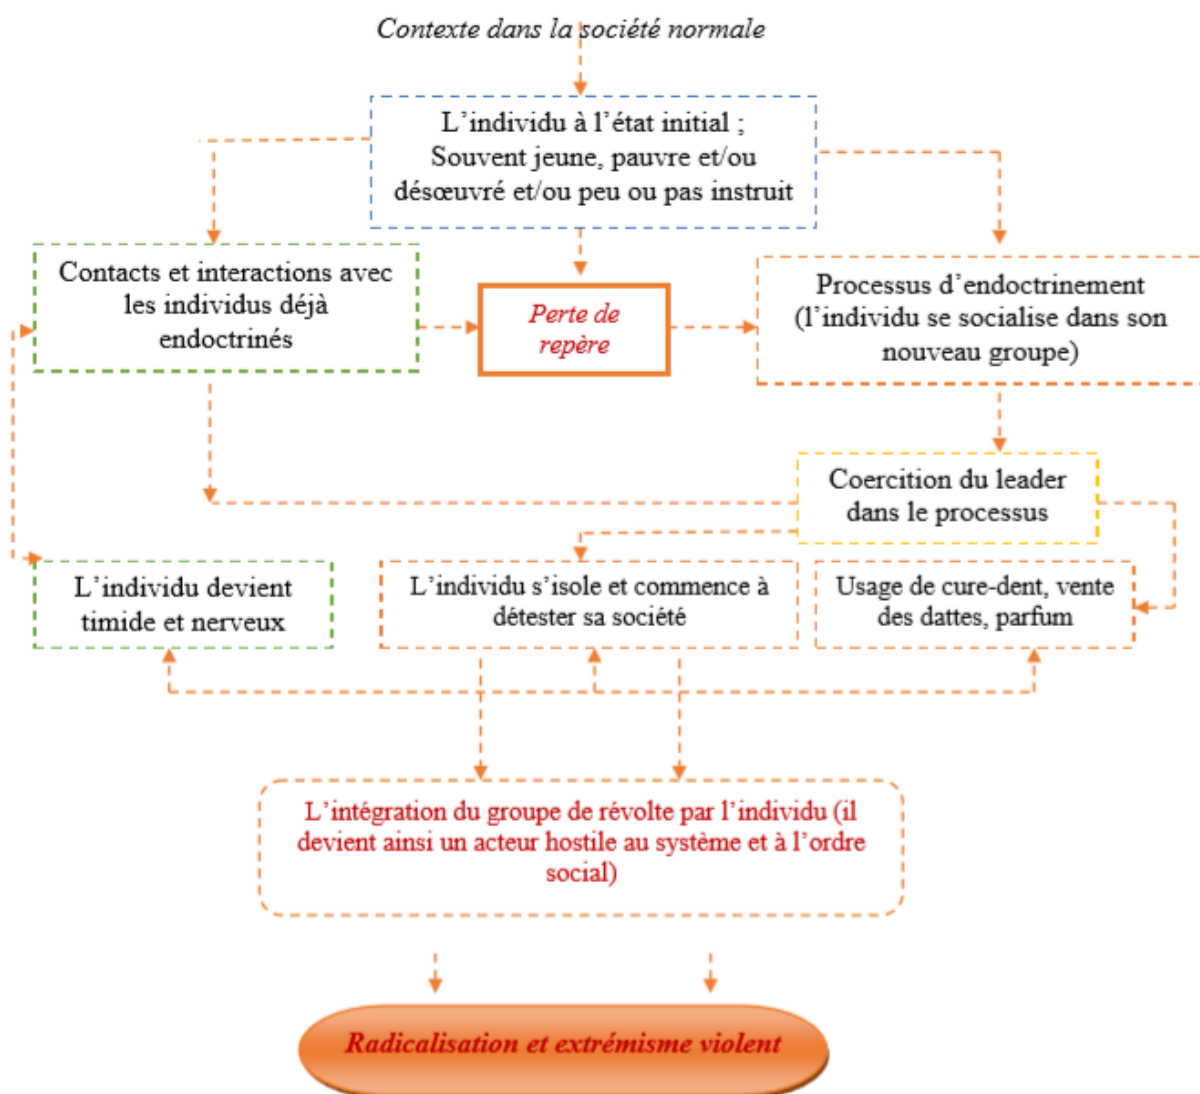 Contexte dans la société normale
L’individu à l’état initial ;
Souvent jeune, pauvre et/ou
désœuvré et/ou peu ou pas instruit
Contacts et interactions avec
les individus déjà
endoctrinés
Perte de
repère
Processus d’endoctrinement
(l’individu se socialise dans son
nouveau groupe)
Coercition du leader
dans le processus
L’individu devient
timide et nerveux
L’individu s’isole et commence à
détester sa société
Usage de cure-dent, vente
des dattes, parfum
L’intégration du groupe de révolte par l’individu (il
devient ainsi un acteur hostile au système et à l’ordre
social)
Radicalisation et extrémisme violent